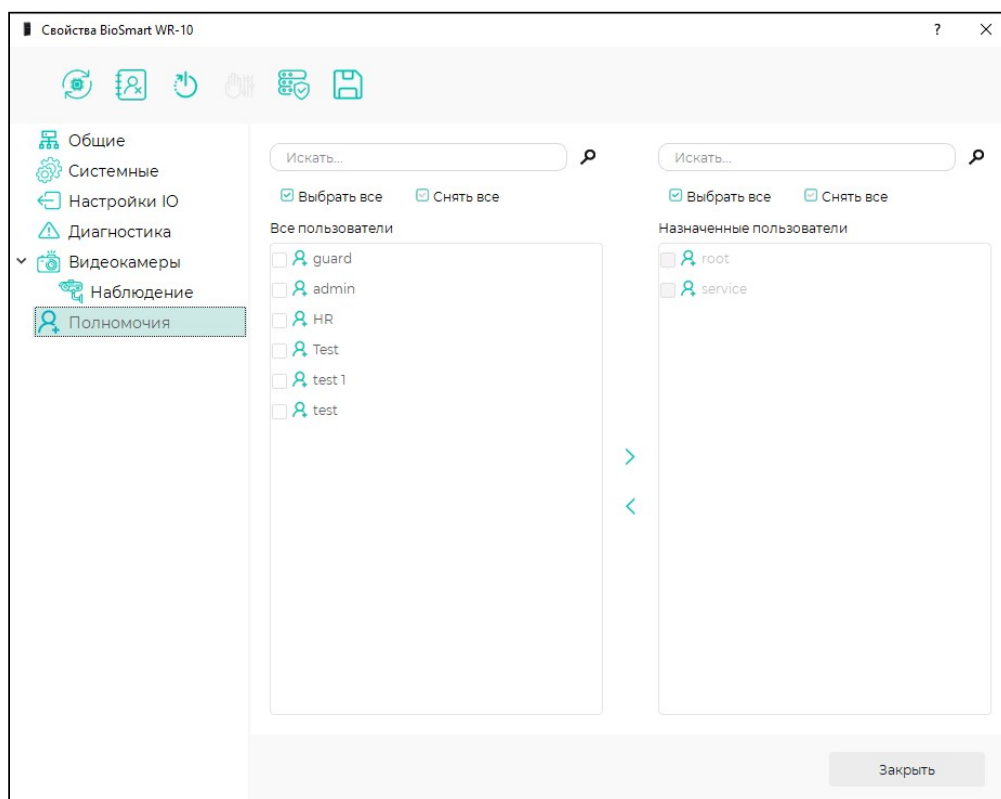 Свойства BioSmart WR-10
?
Общие
Системные
Настройки IO
Диагностика
Видеокамеры
Наблюдение
Полномочия
Искать...
Выбрать все
Снять все
Все пользователи
guard
admin
HR
Test
test 1
test
Искать...
Выбрать все
Снять все
Назначенные пользователи
root
service
Закрыть